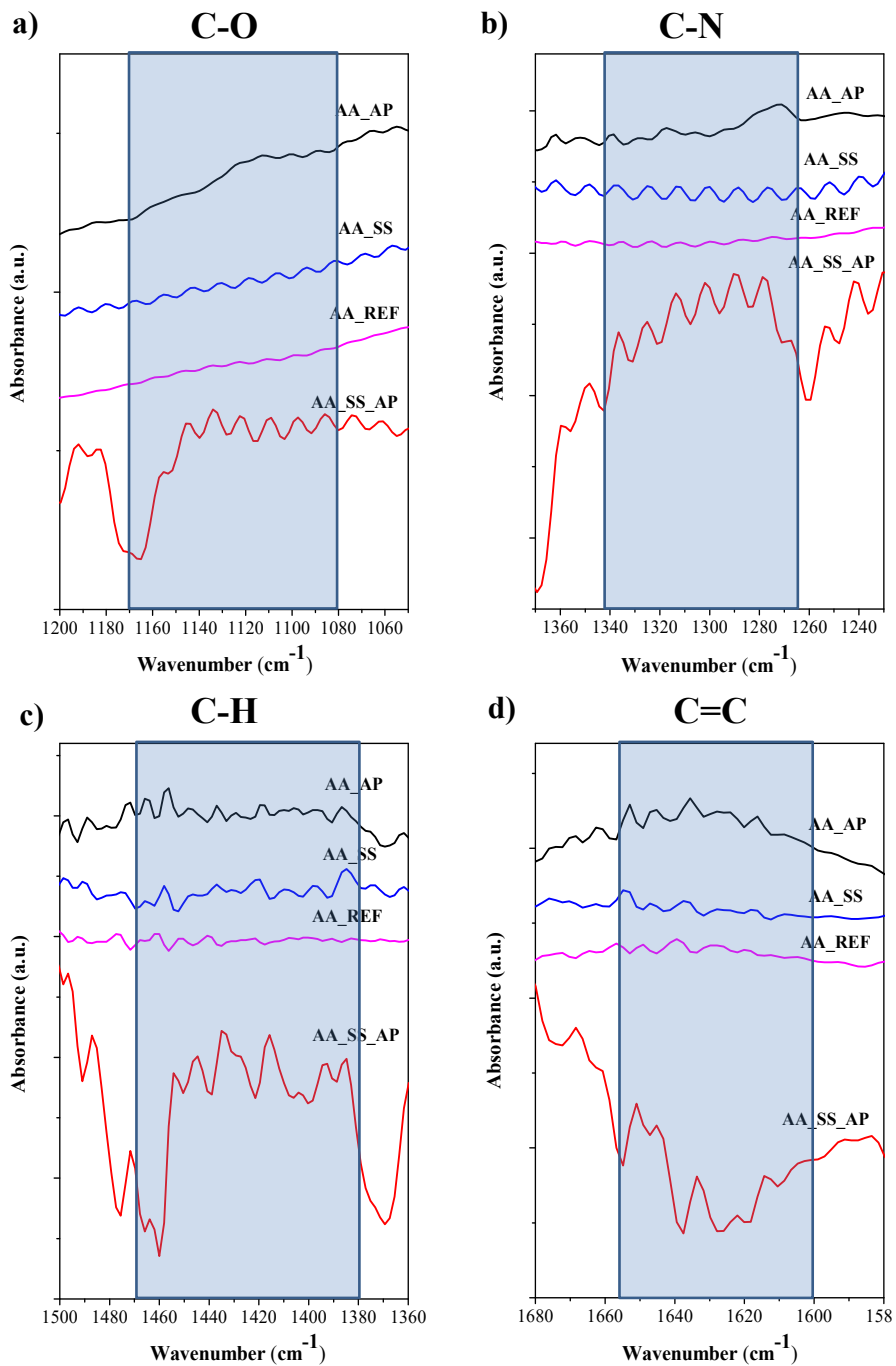 a)
C-O
AA_AP
AA_SS
AA_REF
AA_SS_AP
Absorbance (a.u.)
1200 1180 1160 1140 1120 1100 1080 1060
Wavenumber (cm-1)
b)
C-N
AA_AP
AA_SS
AA_REF
AA_SS_AP
Absorbance (a.u.)
1360 1340 1320 1300 1280 1260 1240
Wavenumber (cm-1)
c)
C-H
AA_AP
AA_SS
AA_REF
AA_SS_AP
Absorbance (a.u.)
1500 1480 1460 1440 1420 1400 1380 1360
Wavenumber (cm-1)
d)
C=C
AA_AP
AA_SS
AA_REF
AA_SS_AP
Absorbance (a.u.)
1680 1660 1640 1620 1600 158
Wavenumber (cm-1)